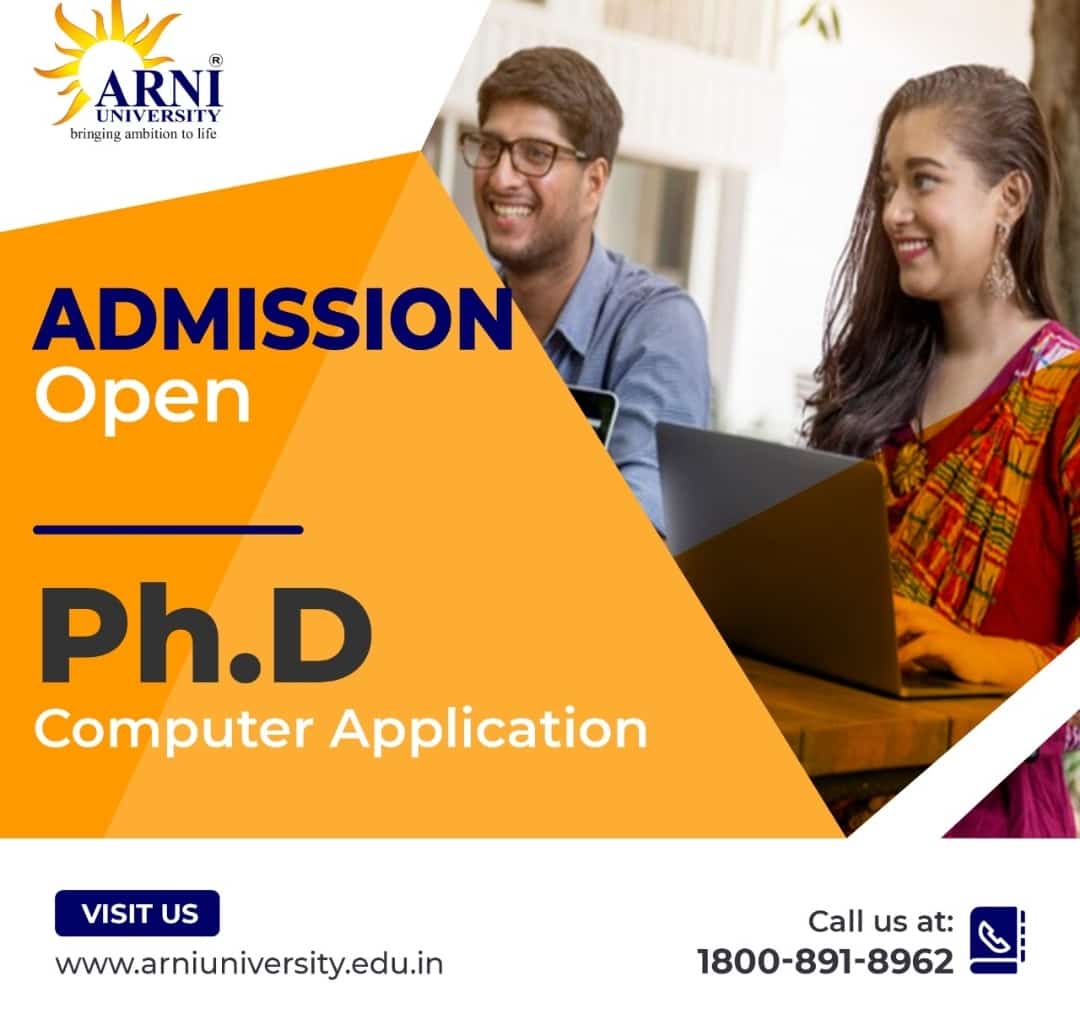 ARNI®
UNIVERSITY
bringing ambition to life
ADMISSION
Open
Ph.D
Computer Application
VISIT US
www.arniuniversity.edu.in
Call us at:
1800-891-8962